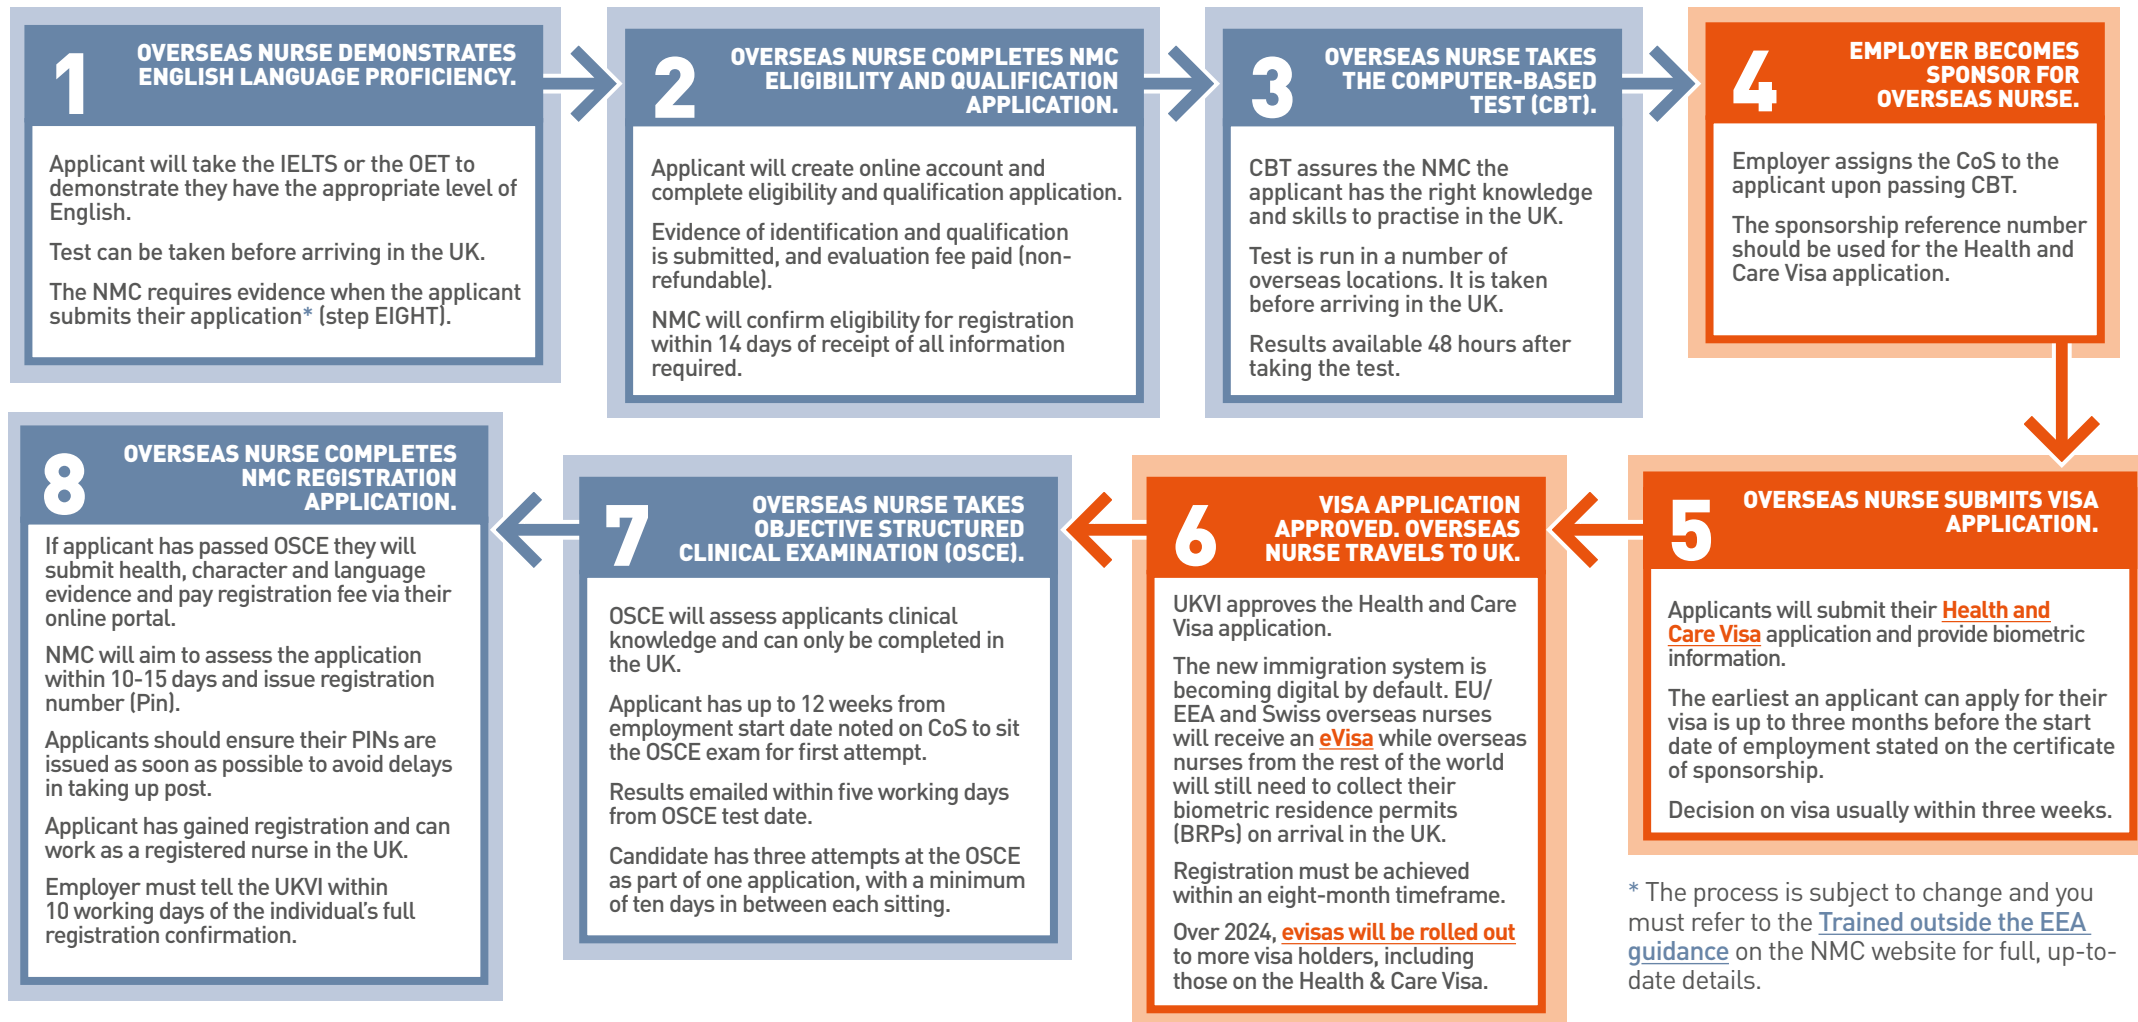 1
OVERSEAS NURSE DEMONSTRATES
ENGLISH LANGUAGE PROFICIENCY.
Applicant will take the IELTS or the OET to
demonstrate they have the appropriate level of
English.
Test can be taken before arriving in the UK.
The NMC requires evidence when the applicant
submits their application* (step EIGHT).
2
OVERSEAS NURSE COMPLETES NMC
ELIGIBILITY AND QUALIFICATION
APPLICATION.
Applicant will create online account and
complete eligibility and qualification application.
Evidence of identification and qualification
is submitted, and evaluation fee paid (non-
refundable).
NMC will confirm eligibility for registration
within 14 days of receipt of all information
required.
3
OVERSEAS NURSE TAKES
THE COMPUTER-BASED
TEST (CBT).
CBT assures the NMC the
applicant has the right knowledge
and skills to practise in the UK.
Test is run in a number of
overseas locations. It is taken
before arriving in the UK.
Results available 48 hours after
taking the test.
4
EMPLOYER BECOMES
SPONSOR FOR
OVERSEAS NURSE.
Employer assigns the CoS to the
applicant upon passing CBT.
The sponsorship reference number
should be used for the Health and
Care Visa application.
5
OVERSEAS NURSE SUBMITS VISA
APPLICATION.
Applicants will submit their Health and
Care Visa application and provide biometric
information.
The earliest an applicant can apply for their
visa is up to three months before the start
date of employment stated on the certificate
of sponsorship.
Decision on visa usually within three weeks.
6
VISA APPLICATION
APPROVED. OVERSEAS
NURSE TRAVELS TO UK.
UKVI approves the Health and Care
Visa application.
The new immigration system is
becoming digital by default. EU/
EEA and Swiss overseas nurses
will receive an eVisa while overseas
nurses from the rest of the world
will still need to collect their
biometric residence permits
(BRPs) on arrival in the UK.
Registration must be achieved
within an eight-month timeframe.
Over 2024, evisas will be rolled out
to more visa holders, including
those on the Health & Care Visa.
7
OVERSEAS NURSE TAKES
OBJECTIVE STRUCTURED
CLINICAL EXAMINATION (OSCE).
OSCE will assess applicants clinical
knowledge and can only be completed in
the UK.
Applicant has up to 12 weeks from
employment start date noted on CoS to sit
the OSCE exam for first attempt.
Results emailed within five working days
from OSCE test date.
Candidate has three attempts at the OSCE
as part of one application, with a minimum
of ten days in between each sitting.
8
OVERSEAS NURSE COMPLETES
NMC REGISTRATION
APPLICATION.
If applicant has passed OSCE they will
submit health, character and language
evidence and pay registration fee via their
online portal.
NMC will aim to assess the application
within 10-15 days and issue registration
number (Pin).
Applicants should ensure their PINs are
issued as soon as possible to avoid delays
in taking up post.
Applicant has gained registration and can
work as a registered nurse in the UK.
Employer must tell the UKVI within
10 working days of the individual's full
registration confirmation.
* The process is subject to change and you
must refer to the Trained outside the EEA
guidance on the NMC website for full, up-to-
date details.